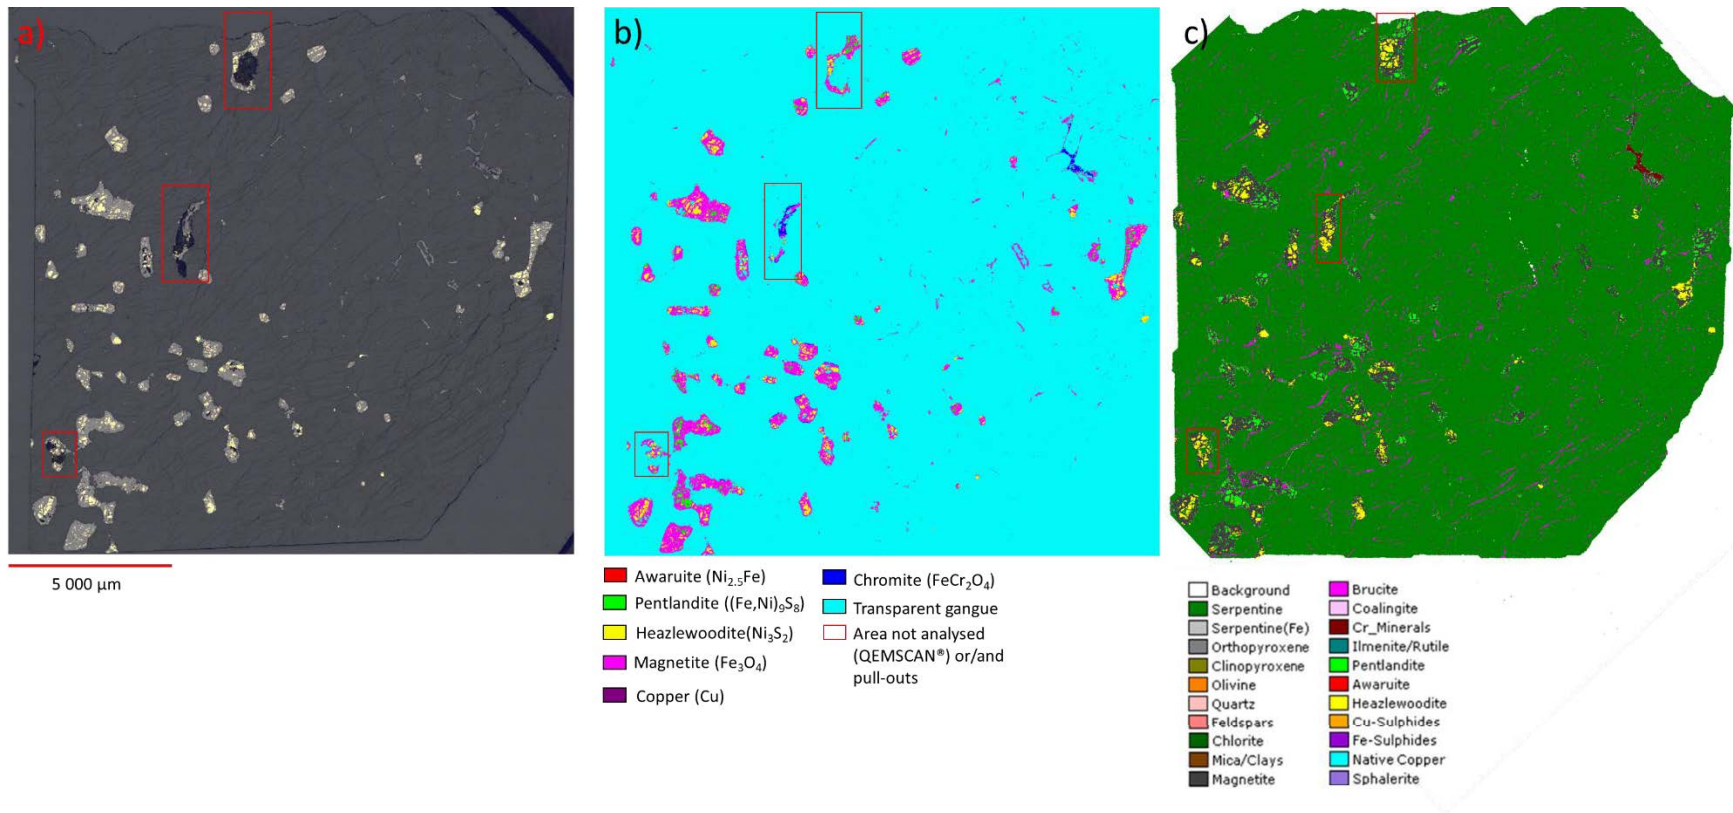 a)
b)
c)
5 000 µm
Awaruite (Ni2.5Fe)
Pentlandite ((Fe,Ni)9S8)
Heazlewoodite(Ni3S2)
Magnetite (Fe3O4)
Copper (Cu)
Chromite (FeCr2O4)
Transparent gangue
Area not analysed
(QEMSCAN®) or/and
pull-outs
Background
Serpentine
Serpentine(Fe)
Orthopyroxene
Clinopyroxene
Olivine
Quartz
Feldspars
Chlorite
Mica/Clays
Magnetite
Brucite
Coalingite
Cr_Minerals
Ilmenite/Rutile
Pentlandite
Awaruite
Heazlewoodite
Cu-Sulphides
Fe-Sulphides
Native Copper
Sphalerite